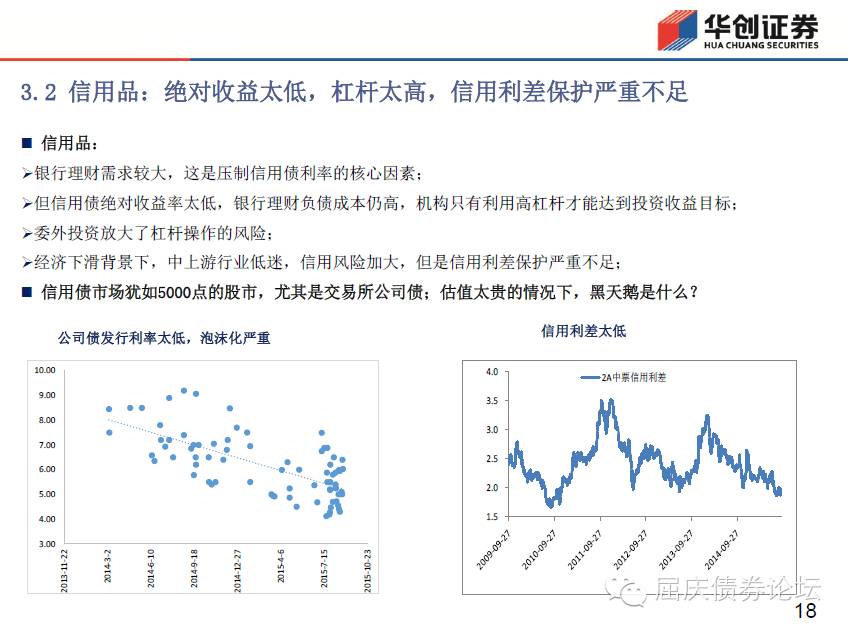 华创证券
HUA CHUANG SECURITIES
3.2 信用品：绝对收益太低，杠杆太高，信用利差保护严重不足
■ 信用品：
➢银行理财需求较大，这是压制信用债利率的核心因素；
➢但信用债绝对收益率太低，银行理财负债成本仍高，机构只有利用高杠杆才能达到投资收益目标；
➢委外投资放大了杠杆操作的风险；
➢经济下滑背景下，中上游行业低迷，信用风险加大，但是信用利差保护严重不足；
■ 信用债市场犹如5000点的股市，尤其是交易所公司债；估值太贵的情况下，黑天鹅是什么？
公司债发行利率太低，泡沫化严重
10.00
9.00
8.00
7.00
6.00
5.00
4.00
3.00
2013-11-22
2014-3-2
2014-6-10
2014-9-18
2014-12-27
2015-4-6
2015-7-15
2015-10-23
信用利差太低
2A中票信用利差
4.0
3.5
3.0
2.5
2.0
1.5
2009-09-27
2010-09-27
2011-09-27
2012-09-27
2013-09-27
2014-09-27
屈庆债券论坛
18